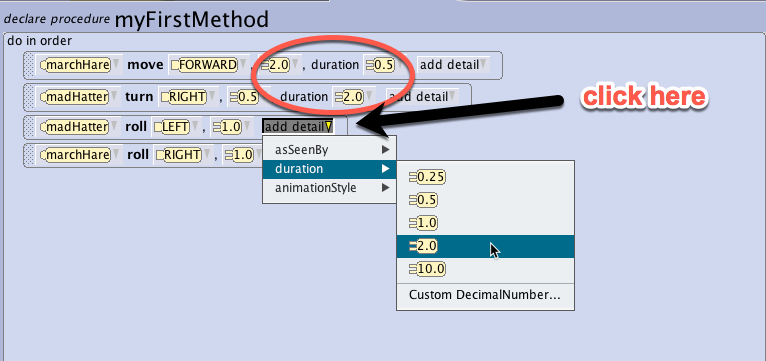 declare procedure myFirstMethod
do in order
marchHare move FORWARD , 2.0 , duration 0.5 add detail
madHatter turn RIGHT , 0.5 duration 2.0 add detail
click here
madHatter roll LEFT , 1.0 add detail
asSeenBy
marchHare roll RIGHT , 1.0
duration
0.25
animationStyle
0.5
1.0
2.0
10.0
Custom DecimalNumber...